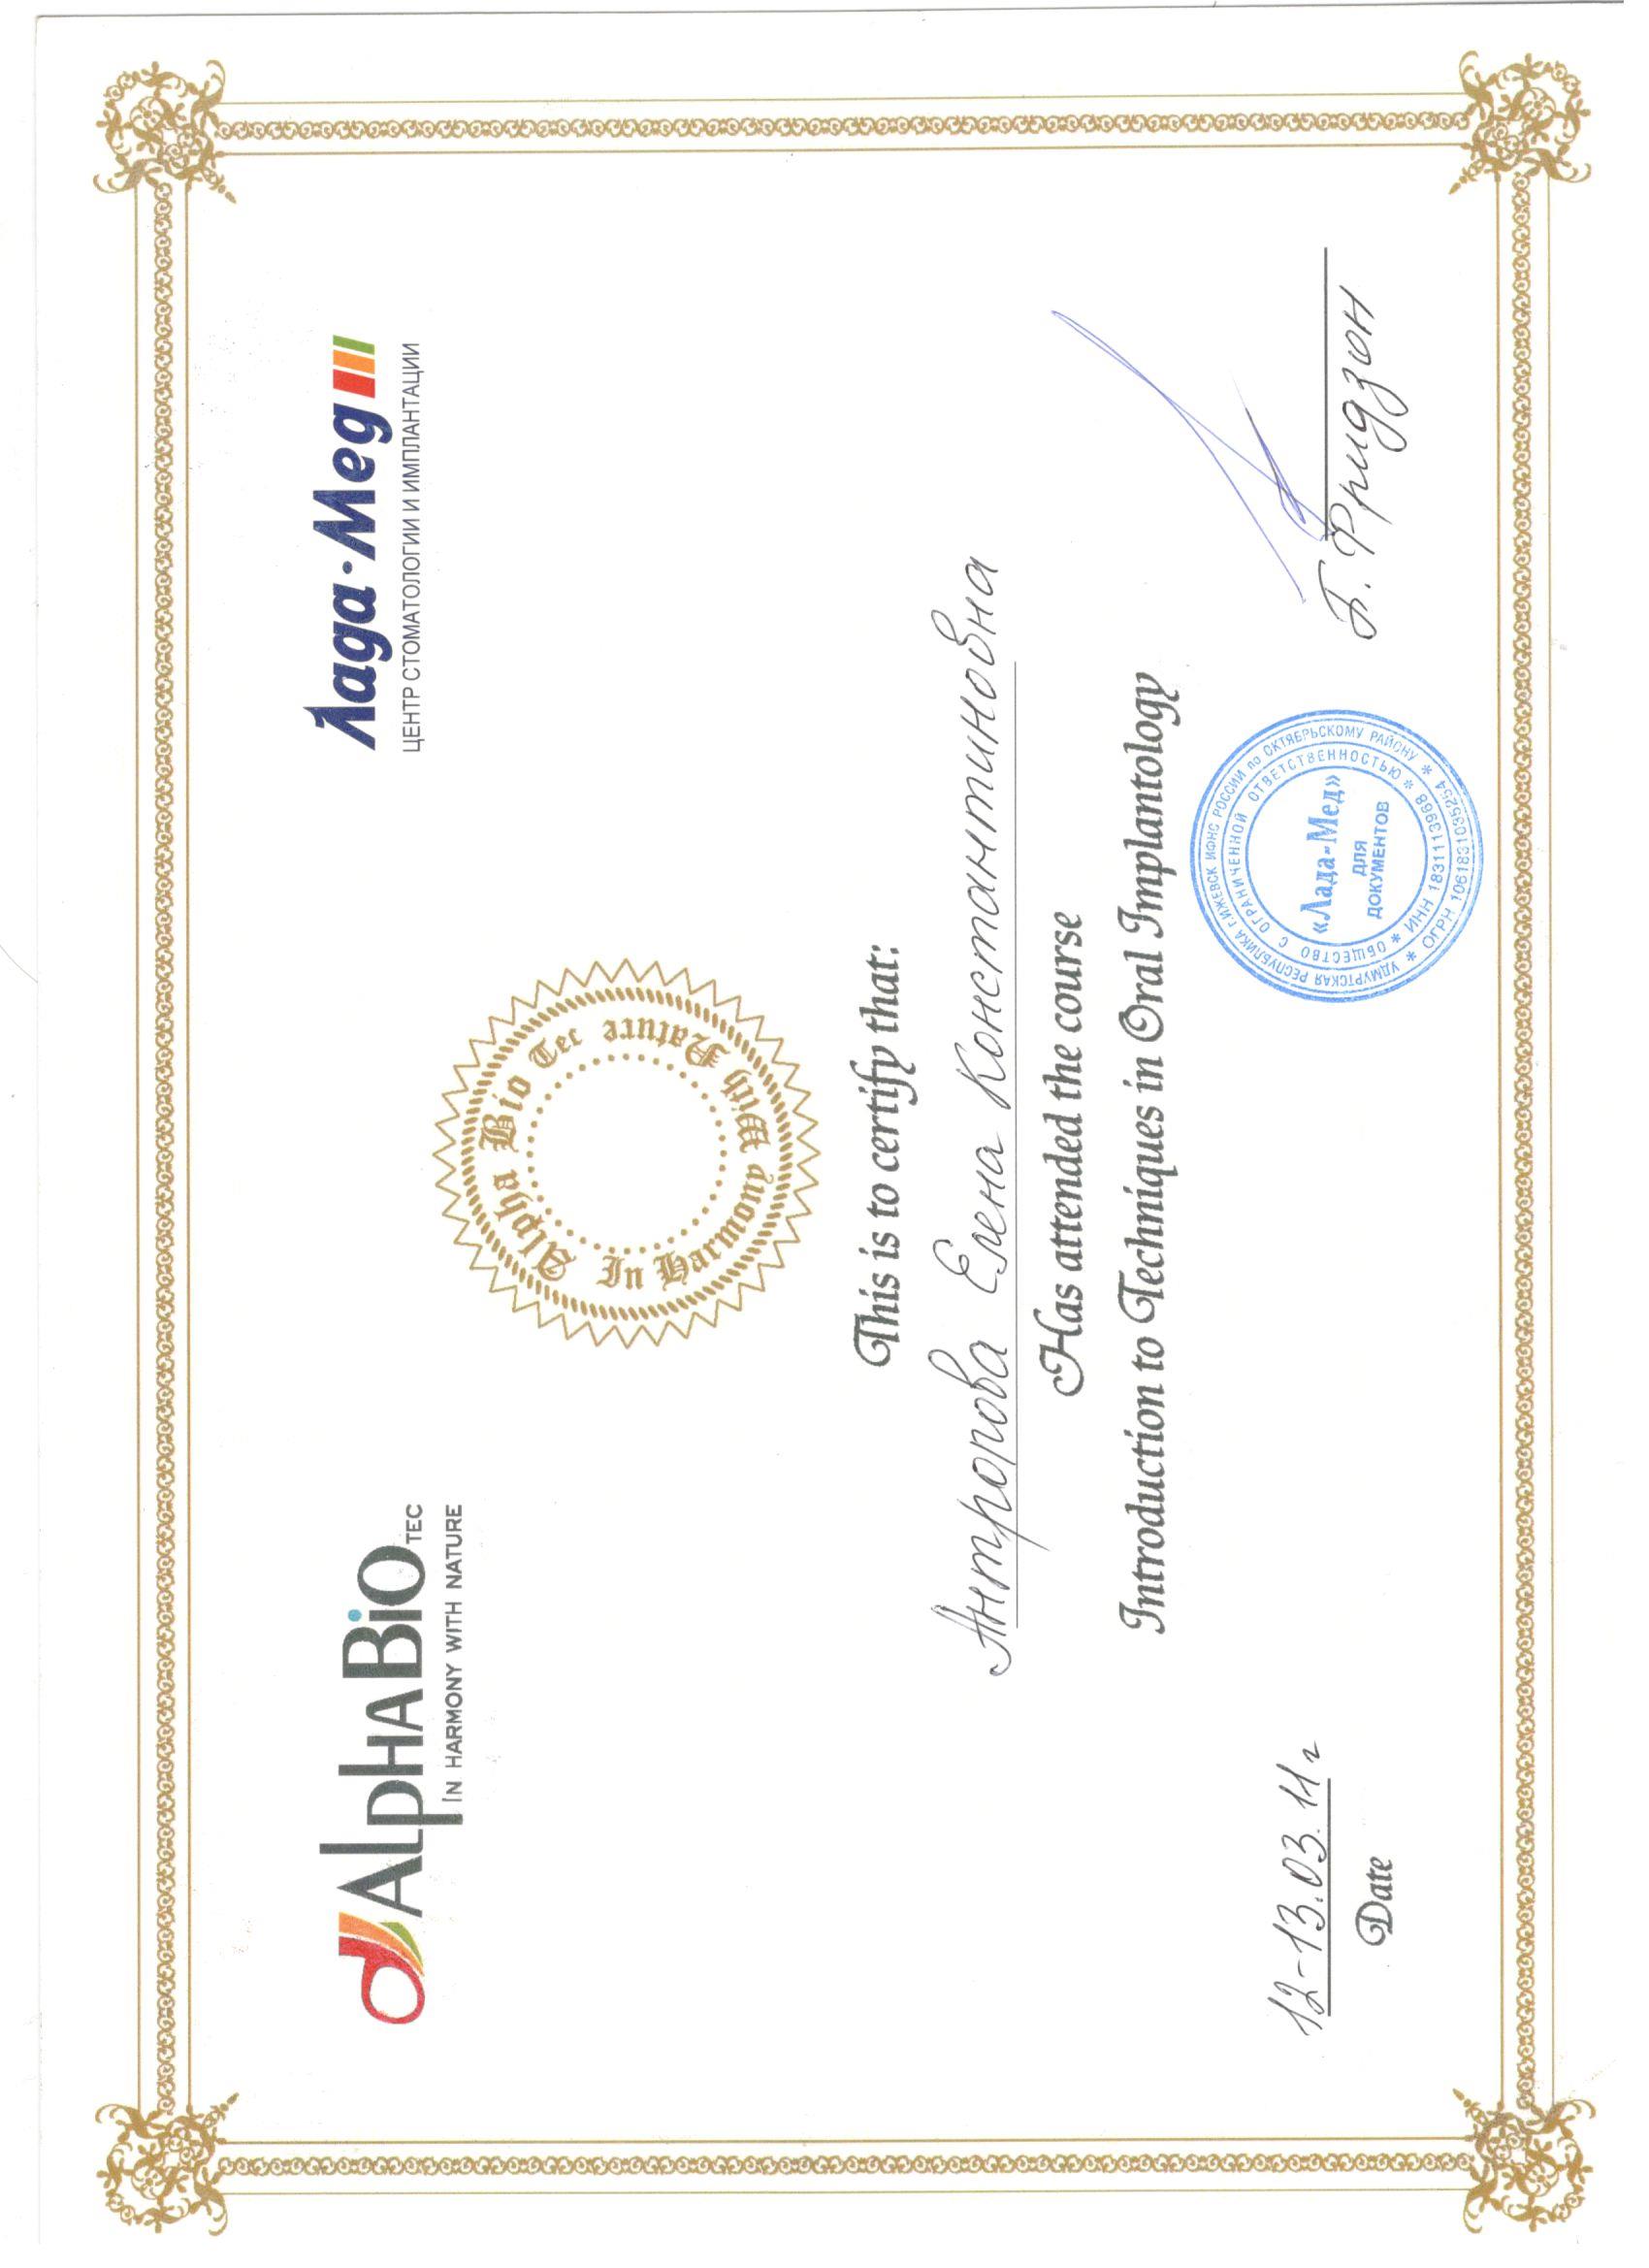 AlphaBio TEC
IN HARMONY WITH NATURE
Лада·Мед
ЦЕНТР СТОМАТОЛОГИИ И ИМПЛАНТАЦИИ
Alpha Bio Tec
In Harmony With Nature
This is to certify that:
Антропова Елена Константиновна
Has attended the course
Introduction to Techniques in Oral Implantology
12-13.03.11г
Date
Б. Фридзон
УДМУРТСКАЯ РЕСПУБЛИКА г.ИЖЕВСК ИФНС РОССИИ по ОКТЯБРЬСКОМУ РАЙОНУ
* ОГРН 1061831035254 *
ОБЩЕСТВО С ОГРАНИЧЕННОЙ ОТВЕТСТВЕННОСТЬЮ
* ИНН 1831113968 *
«Лада-Мед»
ДЛЯ
ДОКУМЕНТОВ